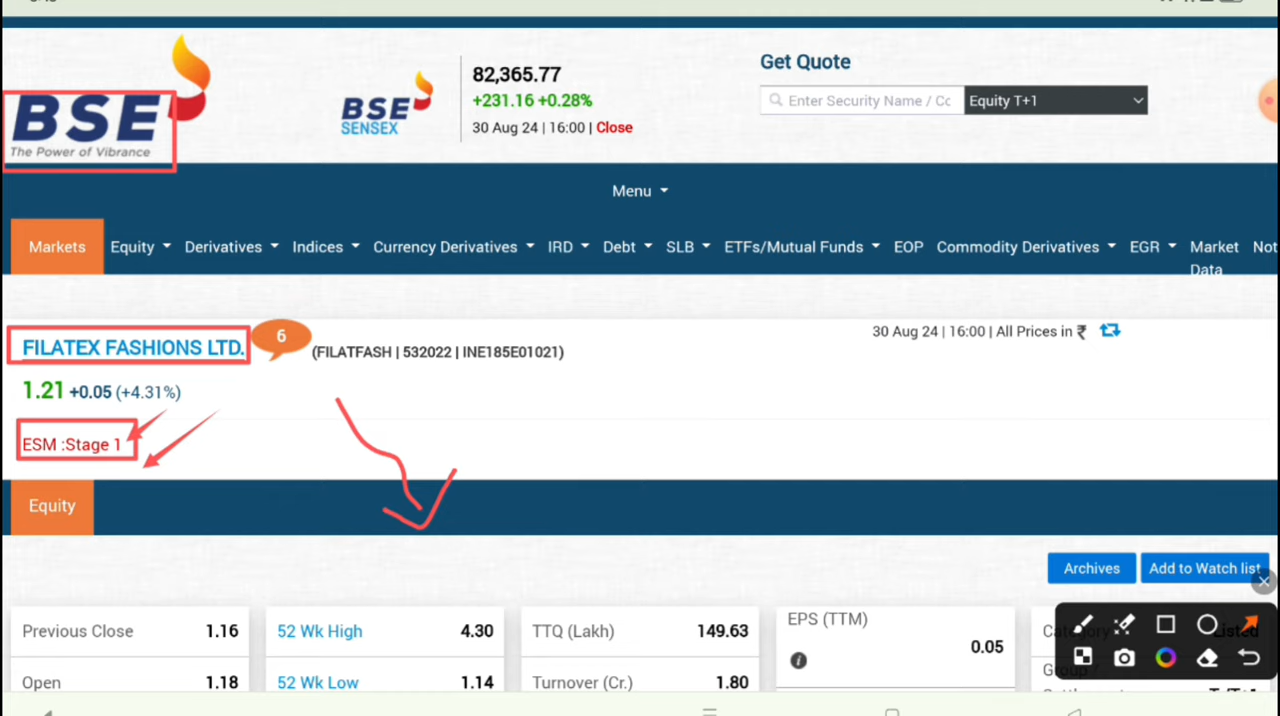 BSE
The Power of Vibrance
BSE
SENSEX
82,365.77
+231.16 +0.28%
30 Aug 24 | 16:00 | Close
Get Quote
Enter Security Name / Cc
Equity T+1
Menu
Markets Equity Derivatives Indices Currency Derivatives IRD Debt SLB ETFs/Mutual Funds EOP Commodity Derivatives EGR Market Data Not
FILATEX FASHIONS LTD.
6
(FILATFASH | 532022 | INE185E01021)
30 Aug 24 | 16:00 | All Prices in ₹
1.21 +0.05 (+4.31%)
ESM :Stage 1
Equity
Archives
Add to Watch list
Previous Close 1.16
52 Wk High 4.30
TTQ (Lakh) 149.63
EPS (TTM) 0.05
Category Listed
Open 1.18
52 Wk Low 1.14
Turnover (Cr.) 1.80
Group